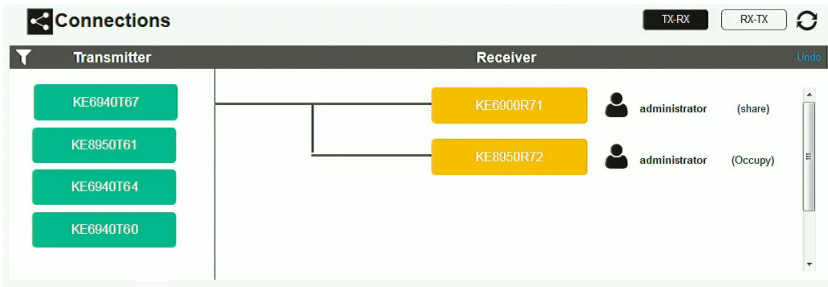 Connections
TX-RX
RX-TX
Transmitter
Receiver
Undo
KE6940T67
KE6900R71
administrator
(share)
KE8950T61
KE8950R72
administrator
(Occupy)
KE6940T64
KE6940T60